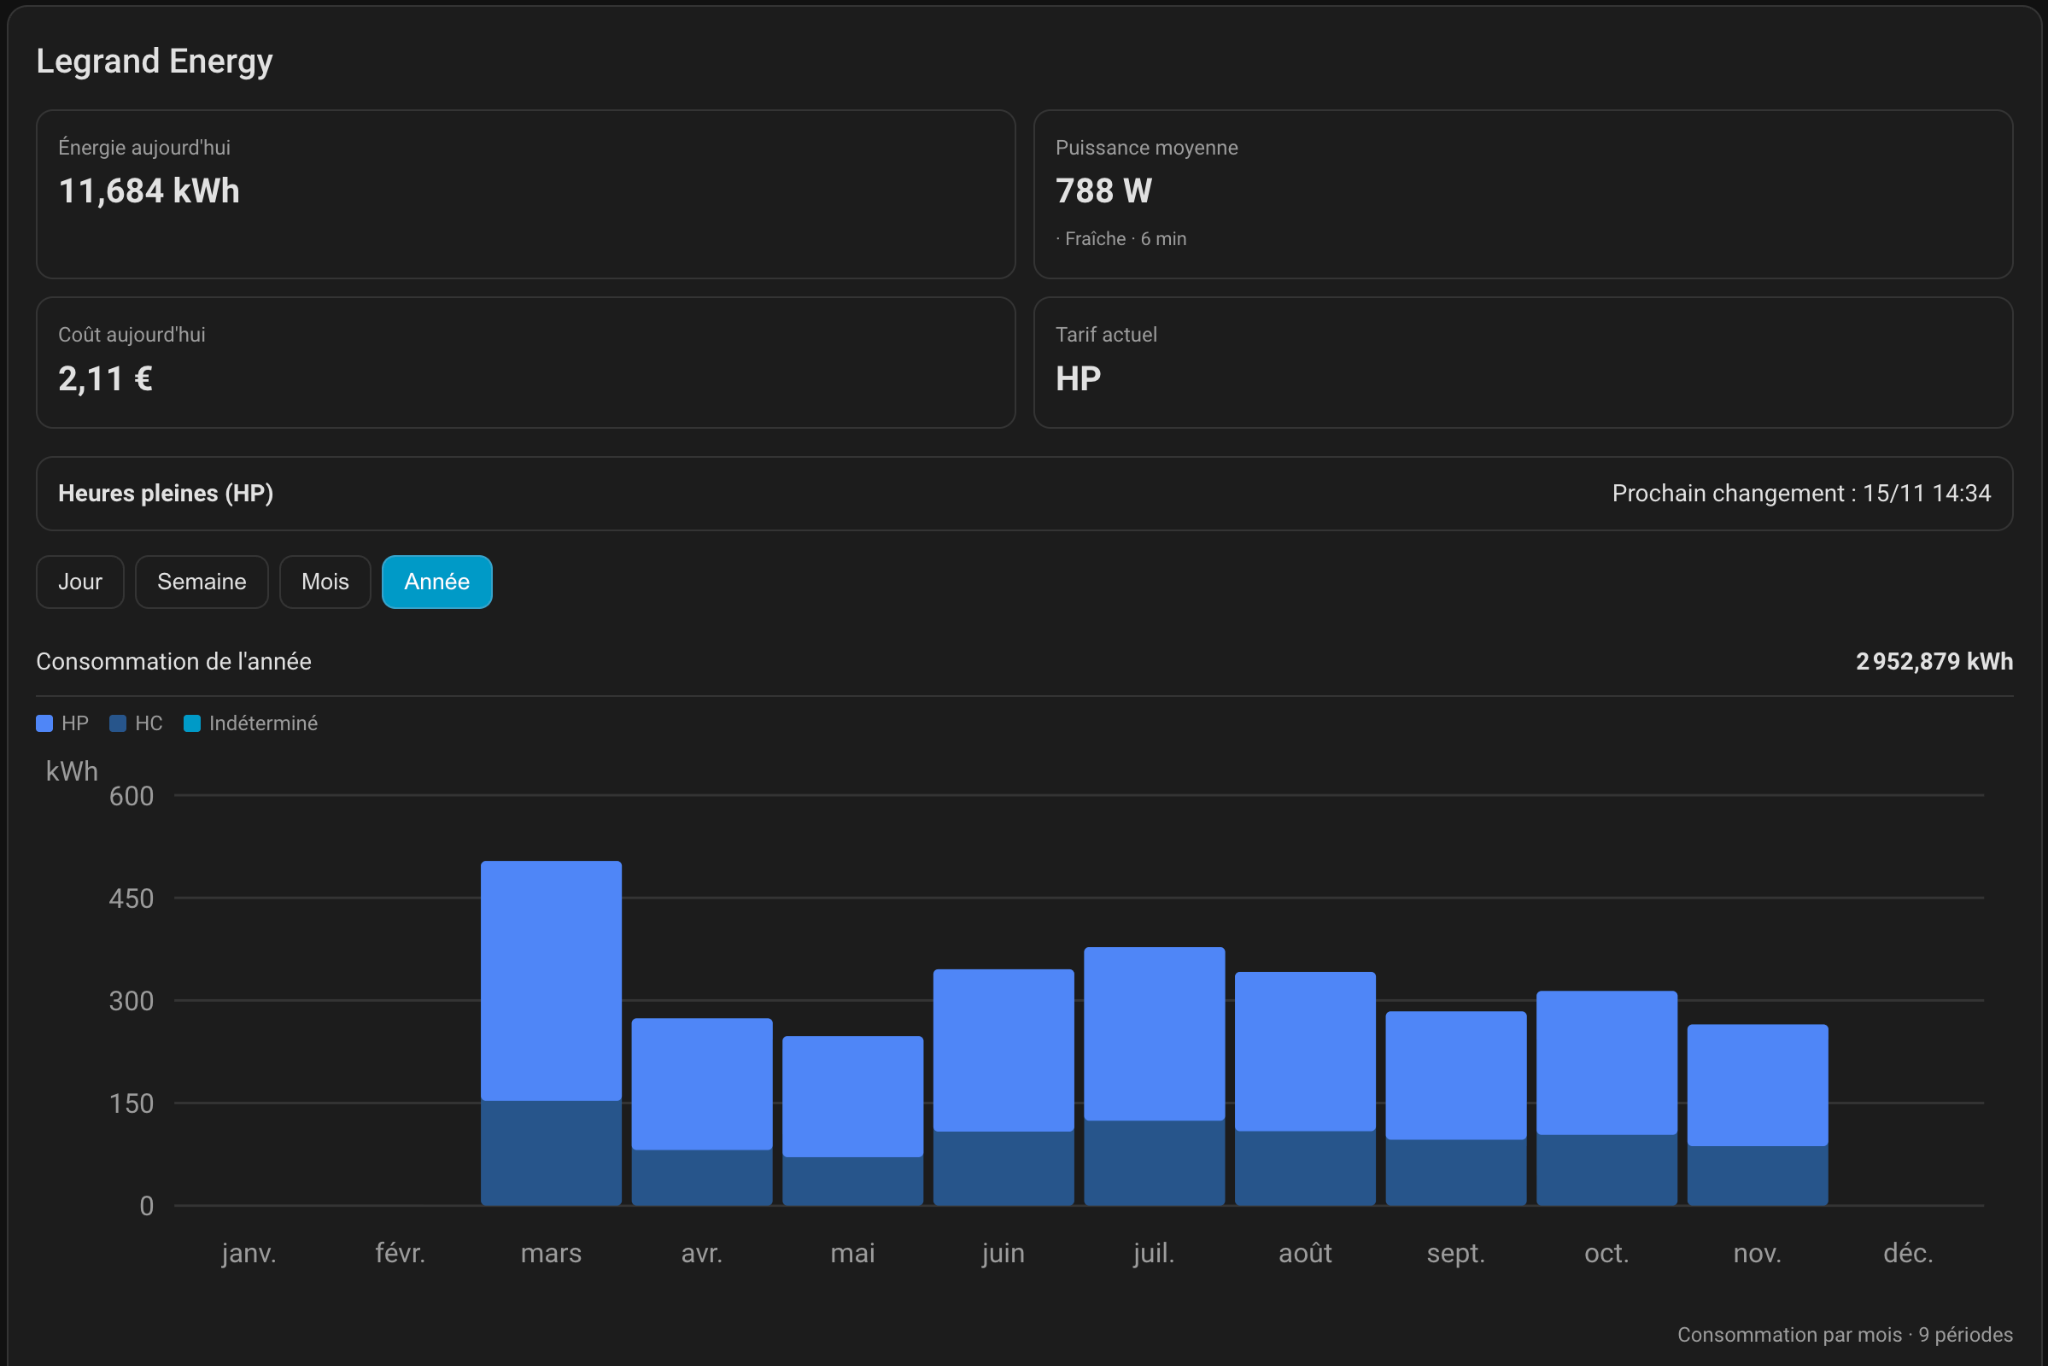 Legrand Energy
Énergie aujourd'hui
11,684 kWh
Puissance moyenne
788 W
· Fraîche · 6 min
Coût aujourd'hui
2,11 €
Tarif actuel
HP
Heures pleines (HP)
Prochain changement : 15/11 14:34
Jour Semaine Mois Année
Consommation de l'année
2 952,879 kWh
HP HC Indéterminé
kWh
600
450
300
150
0
janv. févr. mars avr. mai juin juil. août sept. oct. nov. déc.
Consommation par mois · 9 périodes